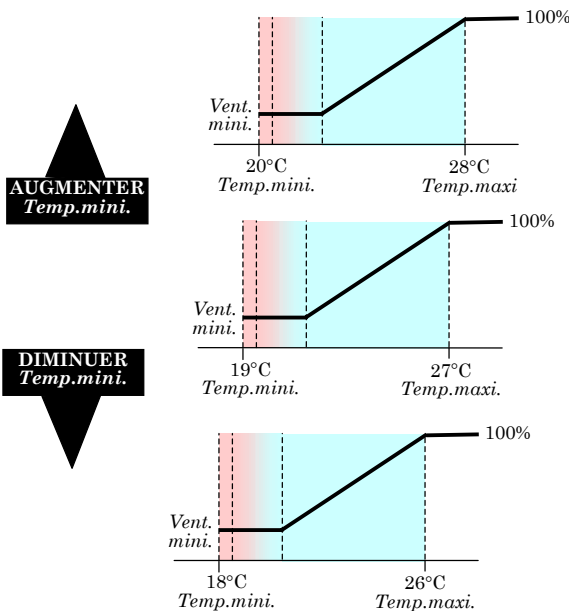 100%
Vent.
mini.
20°C
28°C
Temp.mini.
Temp.maxi
AUGMENTER
Temp.mini.
100%
Vent.
mini.
19°C
27°C
Temp.mini.
Temp.maxi.
DIMINUER
Temp.mini.
100%
Vent.
mini.
18°C
26°C
Temp.mini.
Temp.maxi.